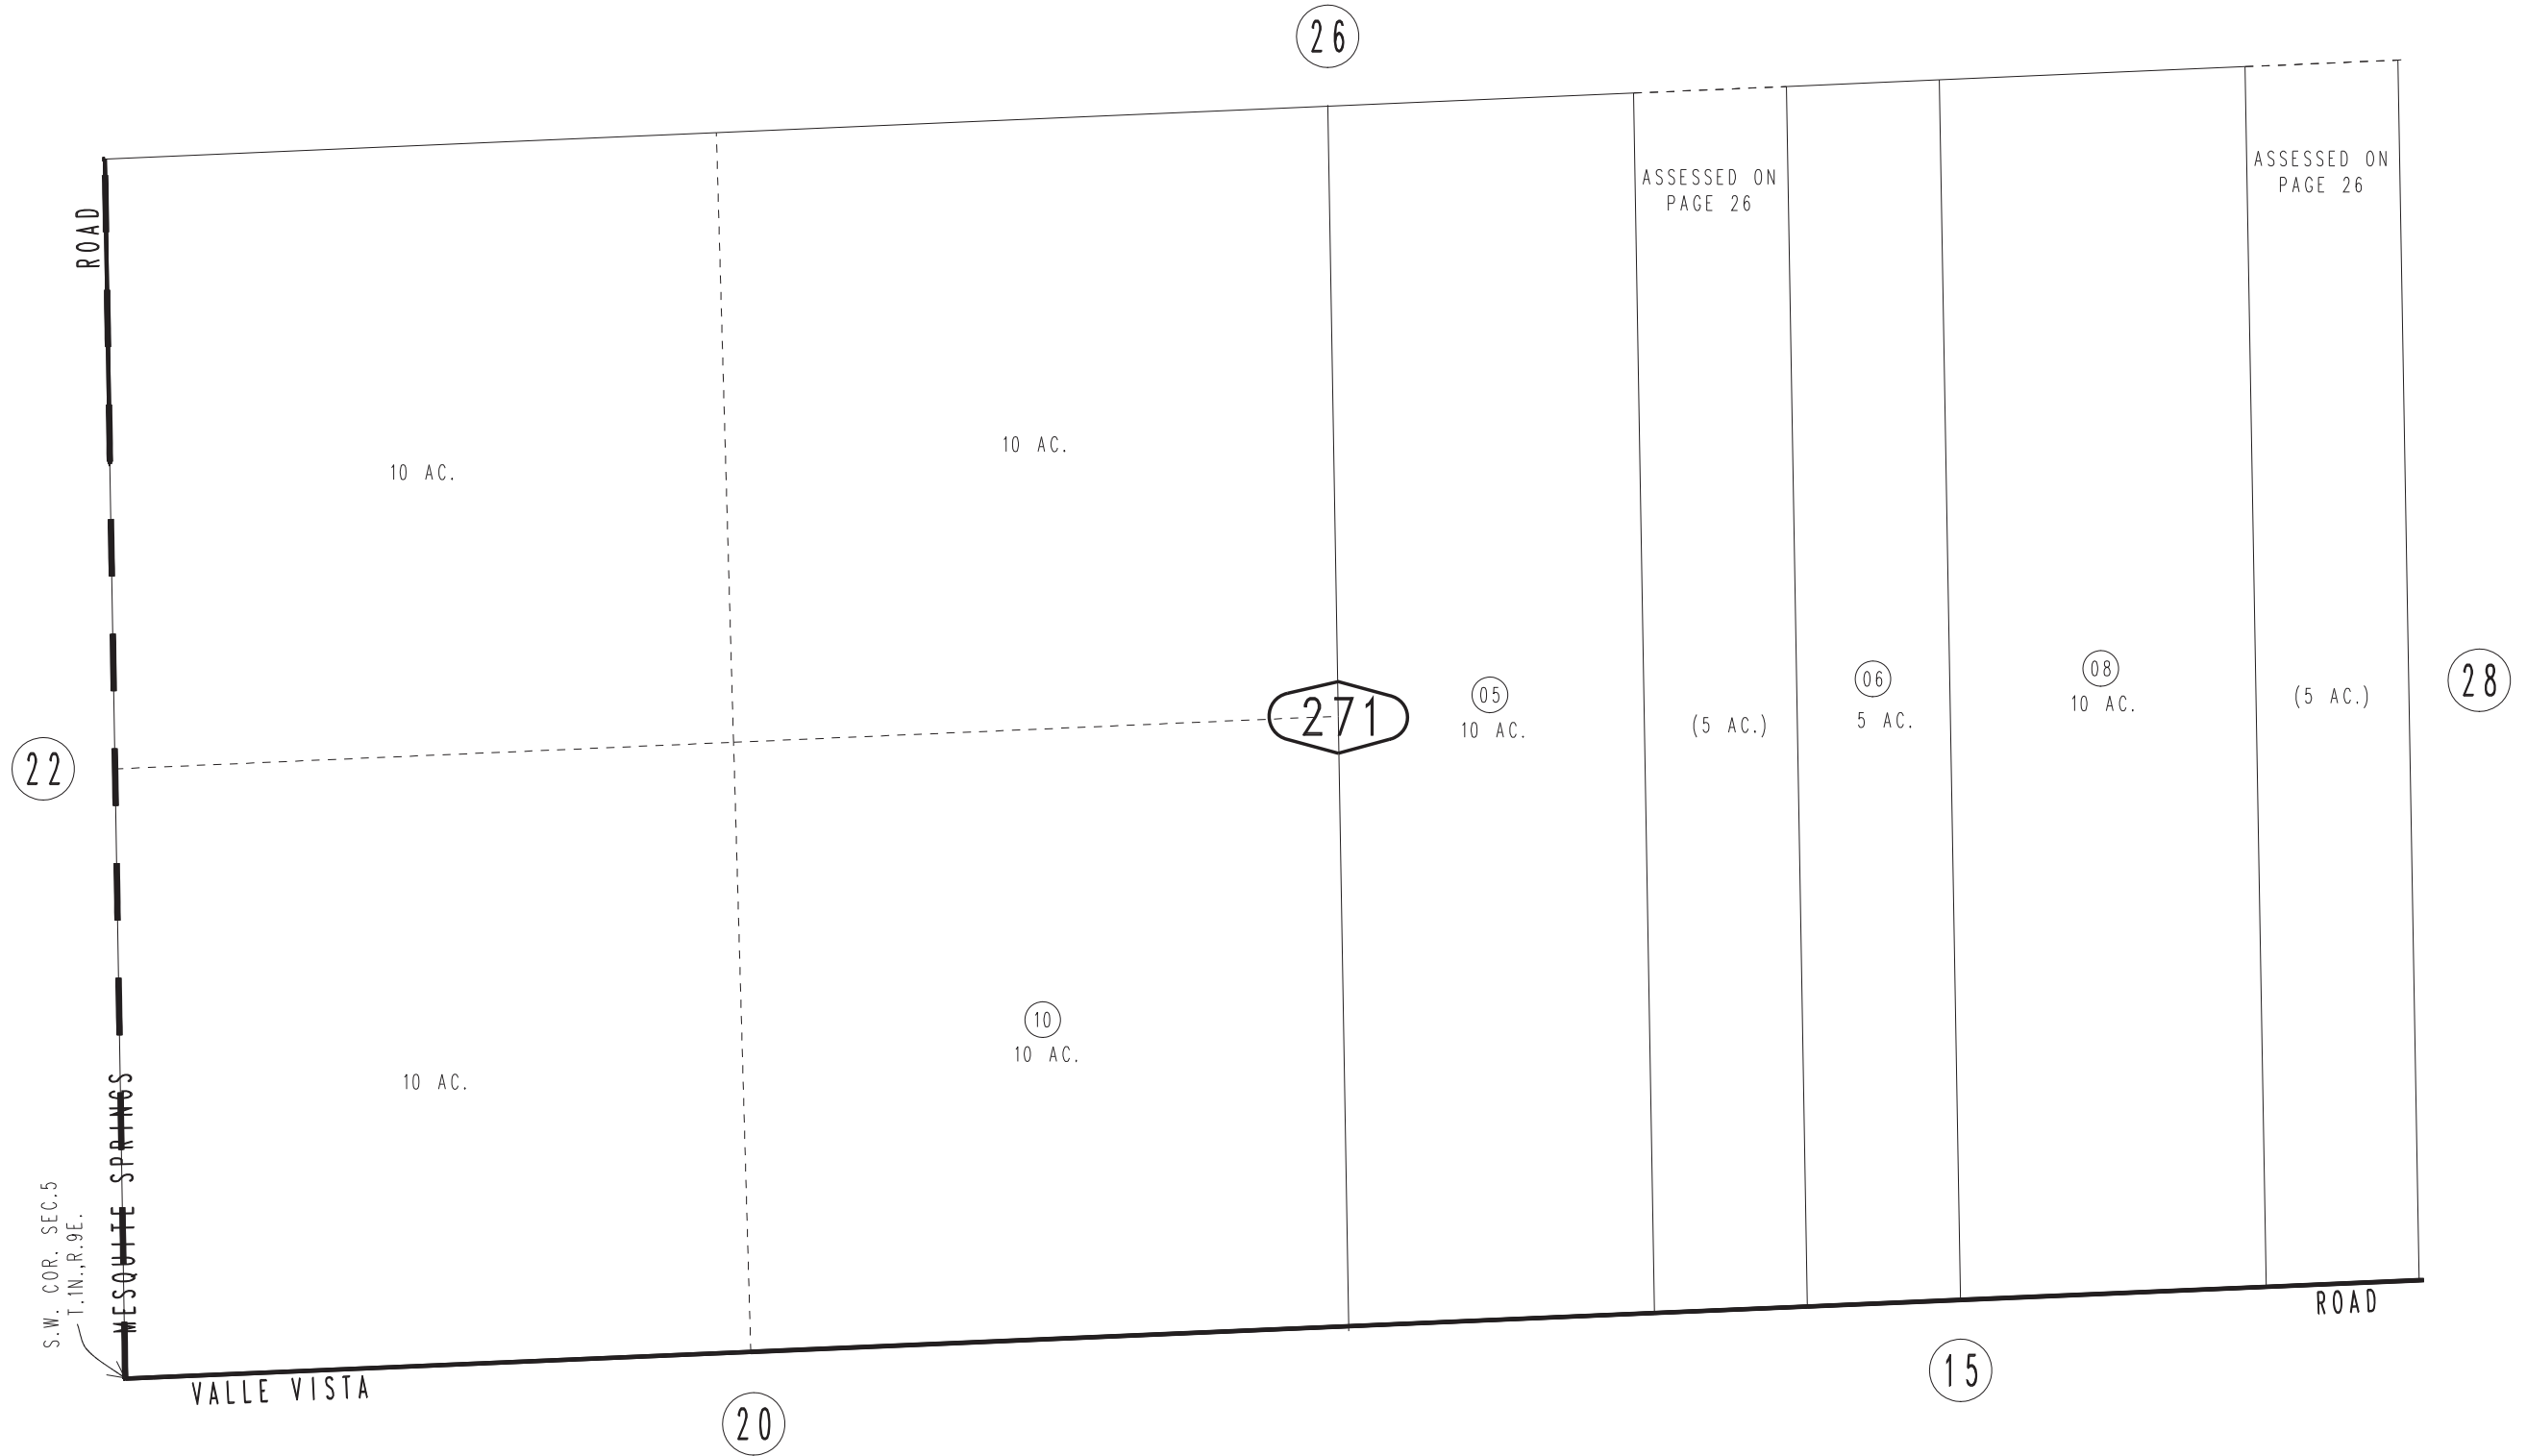 26
ASSESSED ON
PAGE 26
ASSESSED ON
PAGE 26
ROAD
10 AC.
10 AC.
271
05
10 AC.
(5 AC.)
06
5 AC.
08
10 AC.
(5 AC.)
28
22
10
10 AC.
10 AC.
MESQUITE SPRINGS
S.W. COR. SEC.5
T.1N.,R.9E.
VALLE VISTA
ROAD
20
15